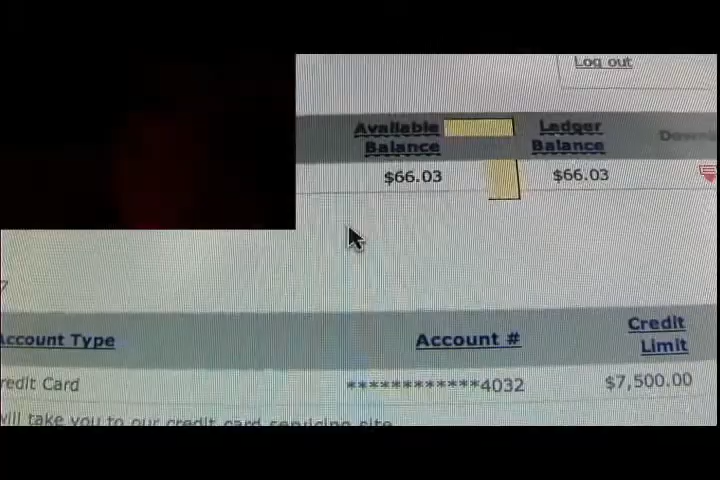 Log out
Available Ledger
Balance Balance
$66.03 $66.03
7
Account Type Account # Credit Limit
redit Card ************4032 $7,500.00
will take you to our credit card servicing site